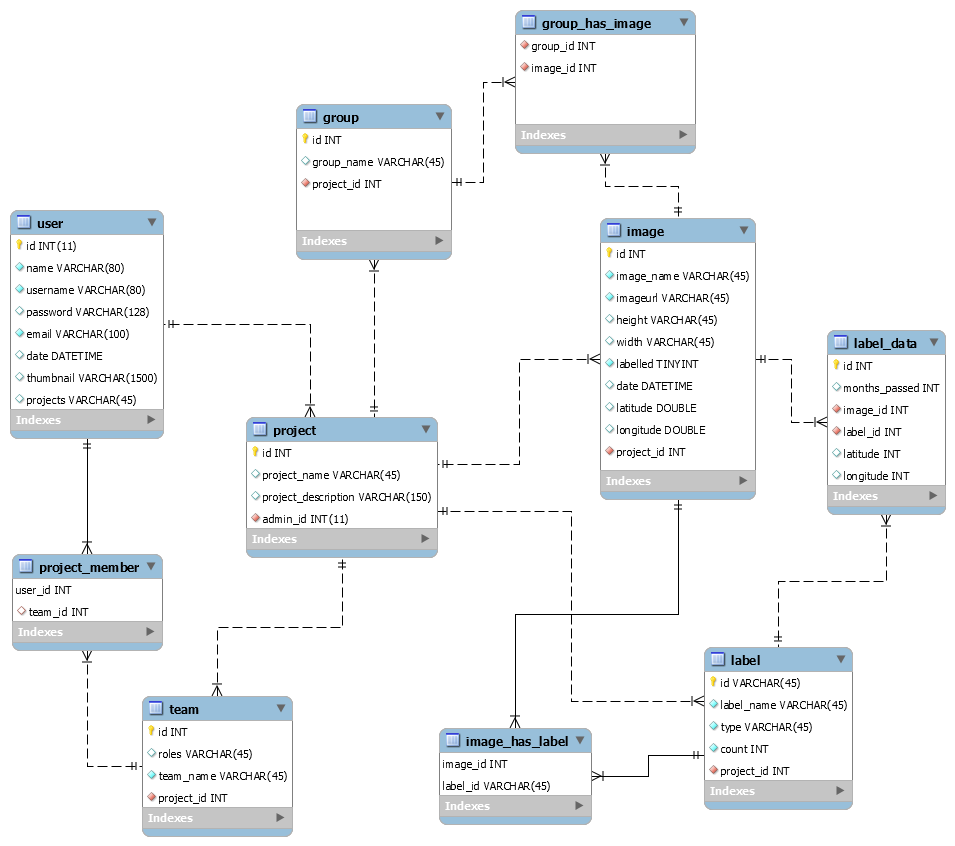 group_has_image
group_id INT
image_id INT
Indexes
group
id INT
group_name VARCHAR(45)
project_id INT
Indexes
user
id INT(11)
name VARCHAR(80)
username VARCHAR(80)
password VARCHAR(128)
email VARCHAR(100)
date DATETIME
thumbnail VARCHAR(1500)
projects VARCHAR(45)
Indexes
image
id INT
image_name VARCHAR(45)
imageurl VARCHAR(45)
height VARCHAR(45)
width VARCHAR(45)
labelled TINYINT
date DATETIME
latitude DOUBLE
longitude DOUBLE
project_id INT
Indexes
label_data
id INT
months_passed INT
image_id INT
label_id INT
latitude INT
longitude INT
Indexes
project
id INT
project_name VARCHAR(45)
project_description VARCHAR(150)
admin_id INT(11)
Indexes
project_member
user_id INT
team_id INT
Indexes
team
id INT
roles VARCHAR(45)
team_name VARCHAR(45)
project_id INT
Indexes
image_has_label
image_id INT
label_id VARCHAR(45)
Indexes
label
id VARCHAR(45)
label_name VARCHAR(45)
type VARCHAR(45)
count INT
project_id INT
Indexes